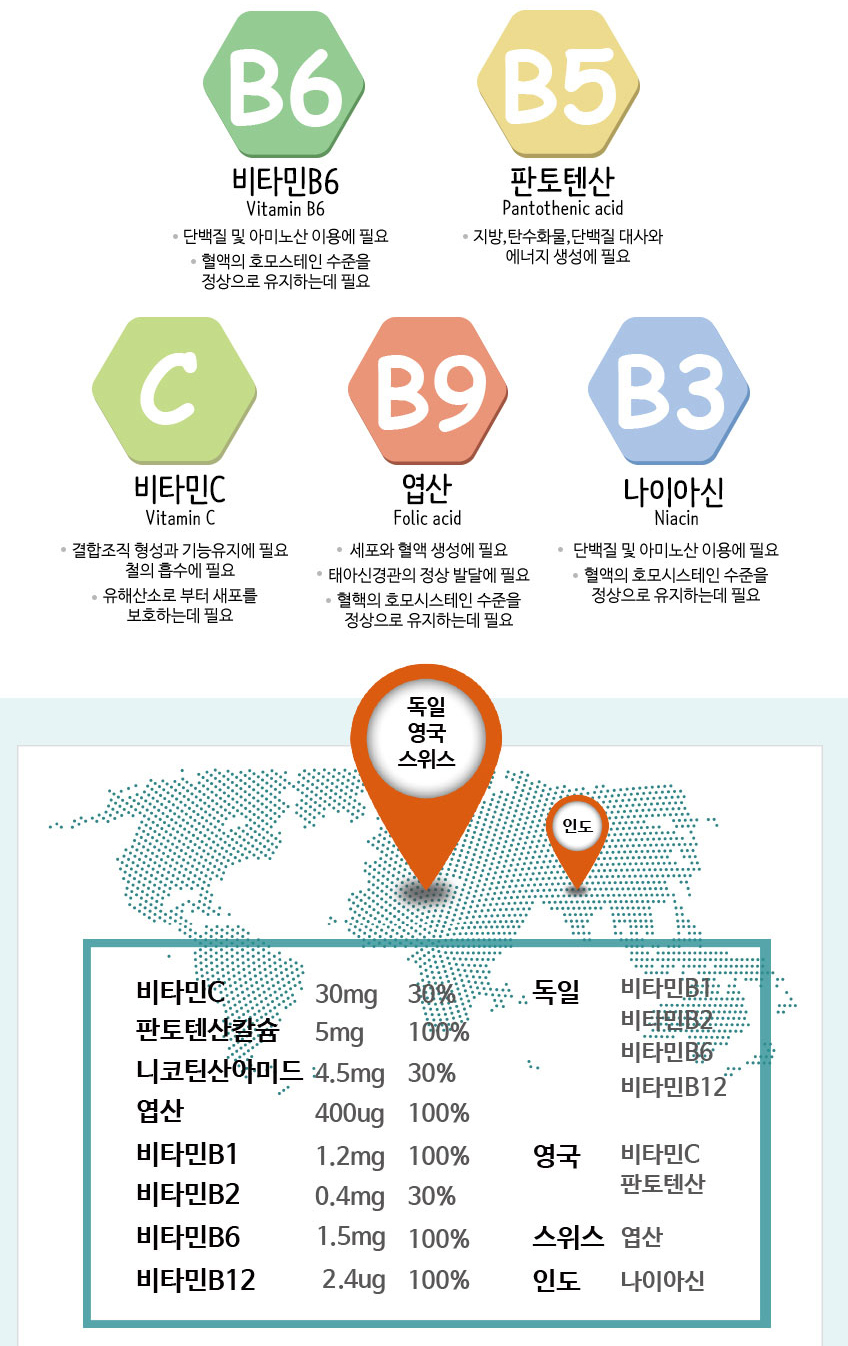 B6
비타민B6
Vitamin B6
• 단백질 및 아미노산 이용에 필요
• 혈액의 호모스테인 수준을
정상으로 유지하는데 필요
B5
판토텐산
Pantothenic acid
• 지방,탄수화물,단백질 대사와
에너지 생성에 필요
C
비타민C
Vitamin C
• 결합조직 형성과 기능유지에 필요
철의 흡수에 필요
• 유해산소로 부터 새포를
보호하는데 필요
B9
엽산
Folic acid
• 세포와 혈액 생성에 필요
• 태아신경관의 정상 발달에 필요
• 혈핵의 호모시스테인 수준을
정상으로 유지하는데 필요
B3
나이아신
Niacin
• 단백질 및 아미노산 이용에 필요
• 혈액의 호모시스테인 수준을
정상으로 유지하는데 필요
독일
영국
스위스
인도
비타민C 30mg 30%
판토텐산칼슘 5mg 100%
니코틴산아미드 4.5mg 30%
엽산 400ug 100%
비타민B1 1.2mg 100%
비타민B2 0.4mg 30%
비타민B6 1.5mg 100%
비타민B12 2.4ug 100%
독일 비타민B1
비타민B2
비타민B6
비타민B12
영국 비타민C
판토텐산
스위스 엽산
인도 나이아신